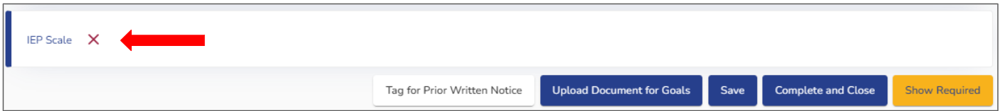 IEP Scale
Tag for Prior Written Notice Upload Document for Goals Save Complete and Close Show Required